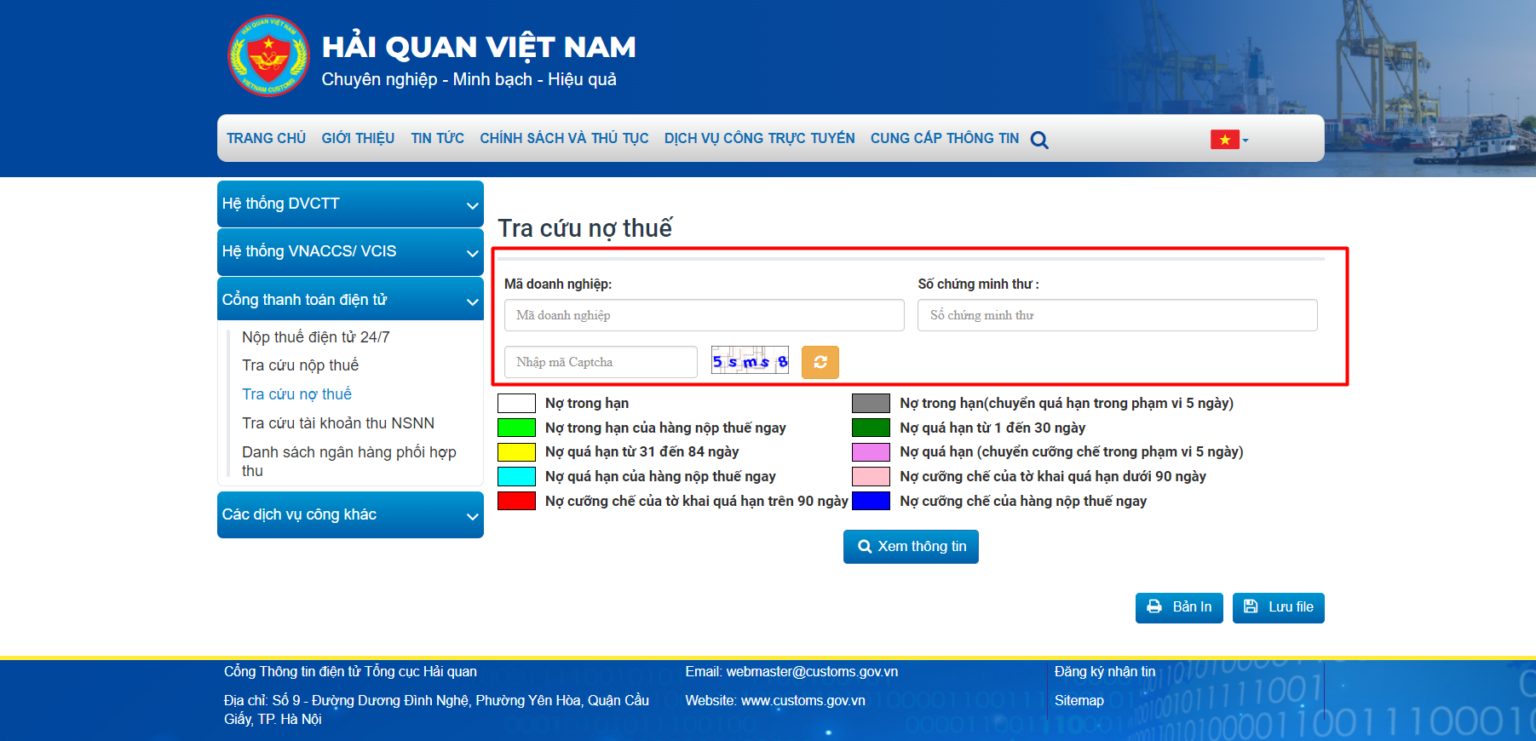 HẢI QUAN VIỆT NAM
VIETNAM CUSTOMS
HẢI QUAN VIỆT NAM
Chuyên nghiệp - Minh bạch - Hiệu quả
TRANG CHỦ GIỚI THIỆU TIN TỨC CHÍNH SÁCH VÀ THỦ TỤC DỊCH VỤ CÔNG TRỰC TUYẾN CUNG CẤP THÔNG TIN
Hệ thống DVCTT
Hệ thống VNACCS/ VCIS
Cổng thanh toán điện tử
Nộp thuế điện tử 24/7
Tra cứu nộp thuế
Tra cứu nợ thuế
Tra cứu tài khoản thu NSNN
Danh sách ngân hàng phối hợp
thu
Các dịch vụ công khác
Tra cứu nợ thuế
Mã doanh nghiệp: Số chứng minh thư :
Mã doanh nghiệp Số chứng minh thư
Nhập mã Captcha 5sms8
Nợ trong hạn Nợ trong hạn(chuyển quá hạn trong phạm vi 5 ngày)
Nợ trong hạn của hàng nộp thuế ngay Nợ quá hạn từ 1 đến 30 ngày
Nợ quá hạn từ 31 đến 84 ngày Nợ quá hạn (chuyển cưỡng chế trong phạm vi 5 ngày)
Nợ quá hạn của hàng nộp thuế ngay Nợ cưỡng chế của tờ khai quá hạn dưới 90 ngày
Nợ cưỡng chế của tờ khai quá hạn trên 90 ngày Nợ cưỡng chế của hàng nộp thuế ngay
Xem thông tin
Bản In Lưu file
Cổng Thông tin điện tử Tổng cục Hải quan Email: webmaster@customs.gov.vn Đăng ký nhận tin
Địa chỉ: Số 9 - Đường Dương Đình Nghệ, Phường Yên Hòa, Quận Cầu Website: www.customs.gov.vn Sitemap
Giấy, TP. Hà Nội